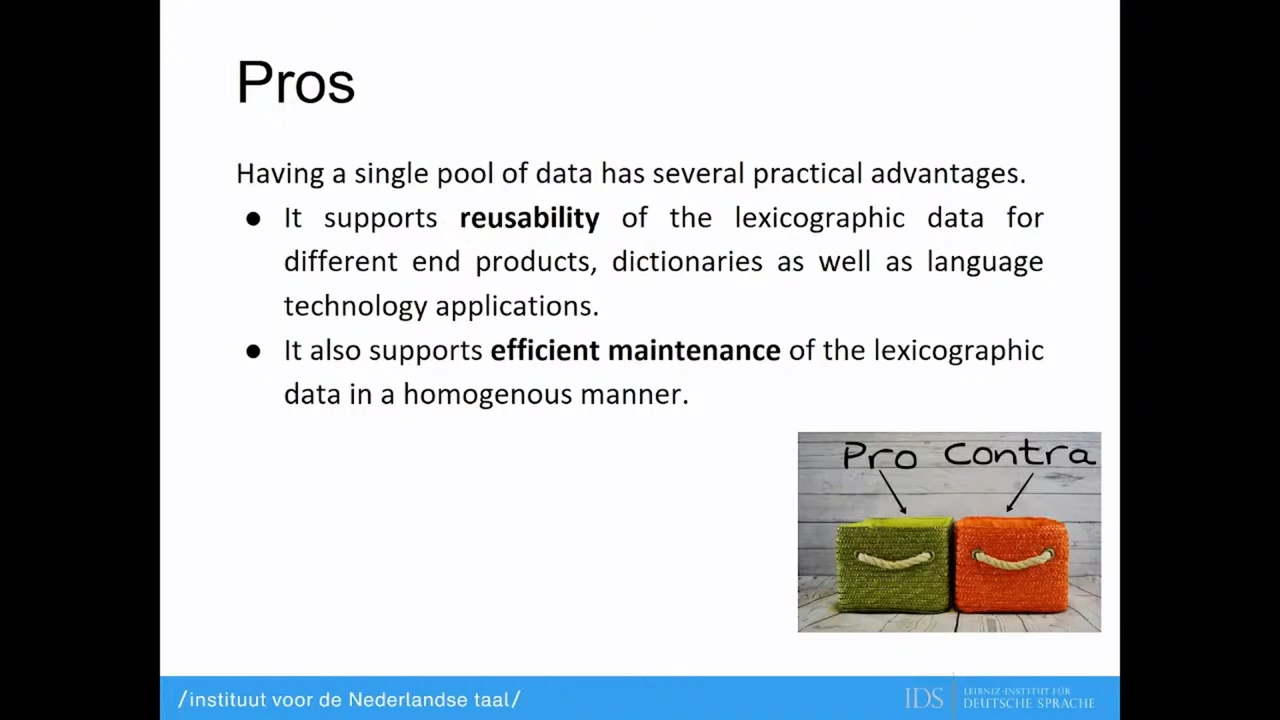 Pros
Having a single pool of data has several practical advantages.
● It supports reusability of the lexicographic data for
different end products, dictionaries as well as language
technology applications.
● It also supports efficient maintenance of the lexicographic
data in a homogenous manner.
Pro Contra
/instituut voor de Nederlandse taal/
IDS LEIBNIZ-INSTITUT FÜR
DEUTSCHE SPRACHE